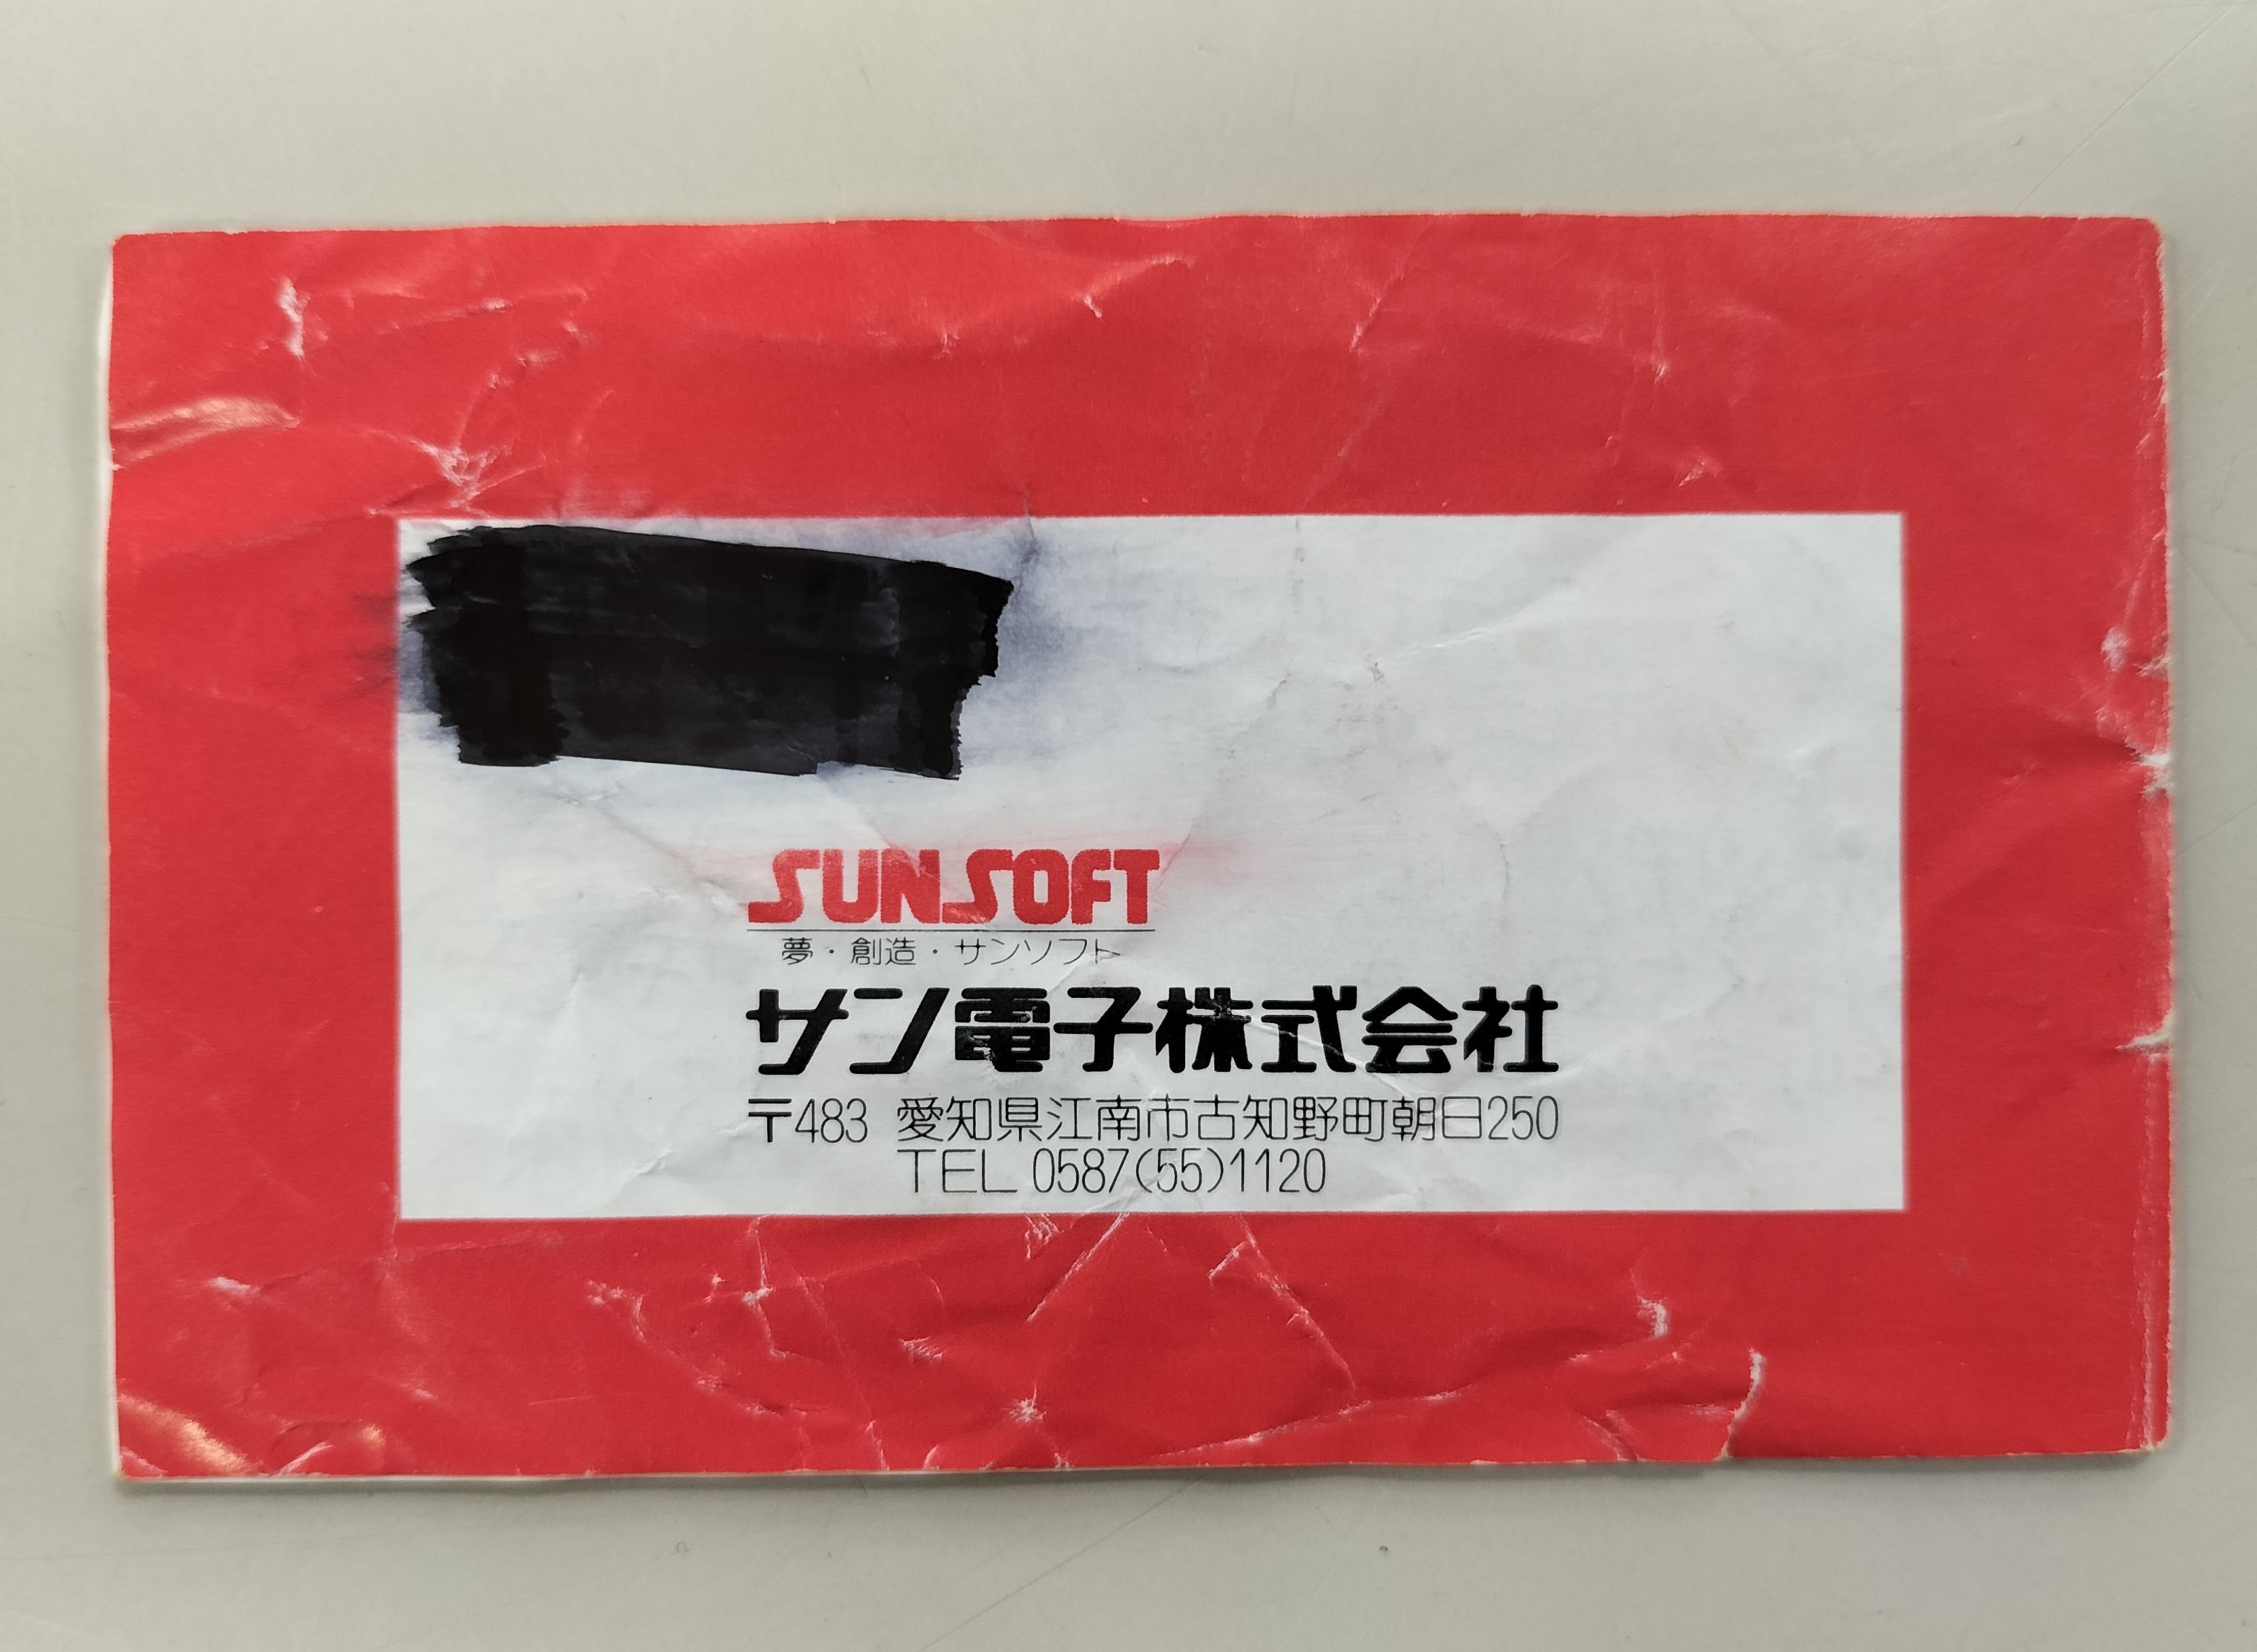 SUNSOFT
夢・創造・サンソフト
サン電子株式会社
〒483 愛知県江南市古知野町朝日250
TEL 0587(55)1120